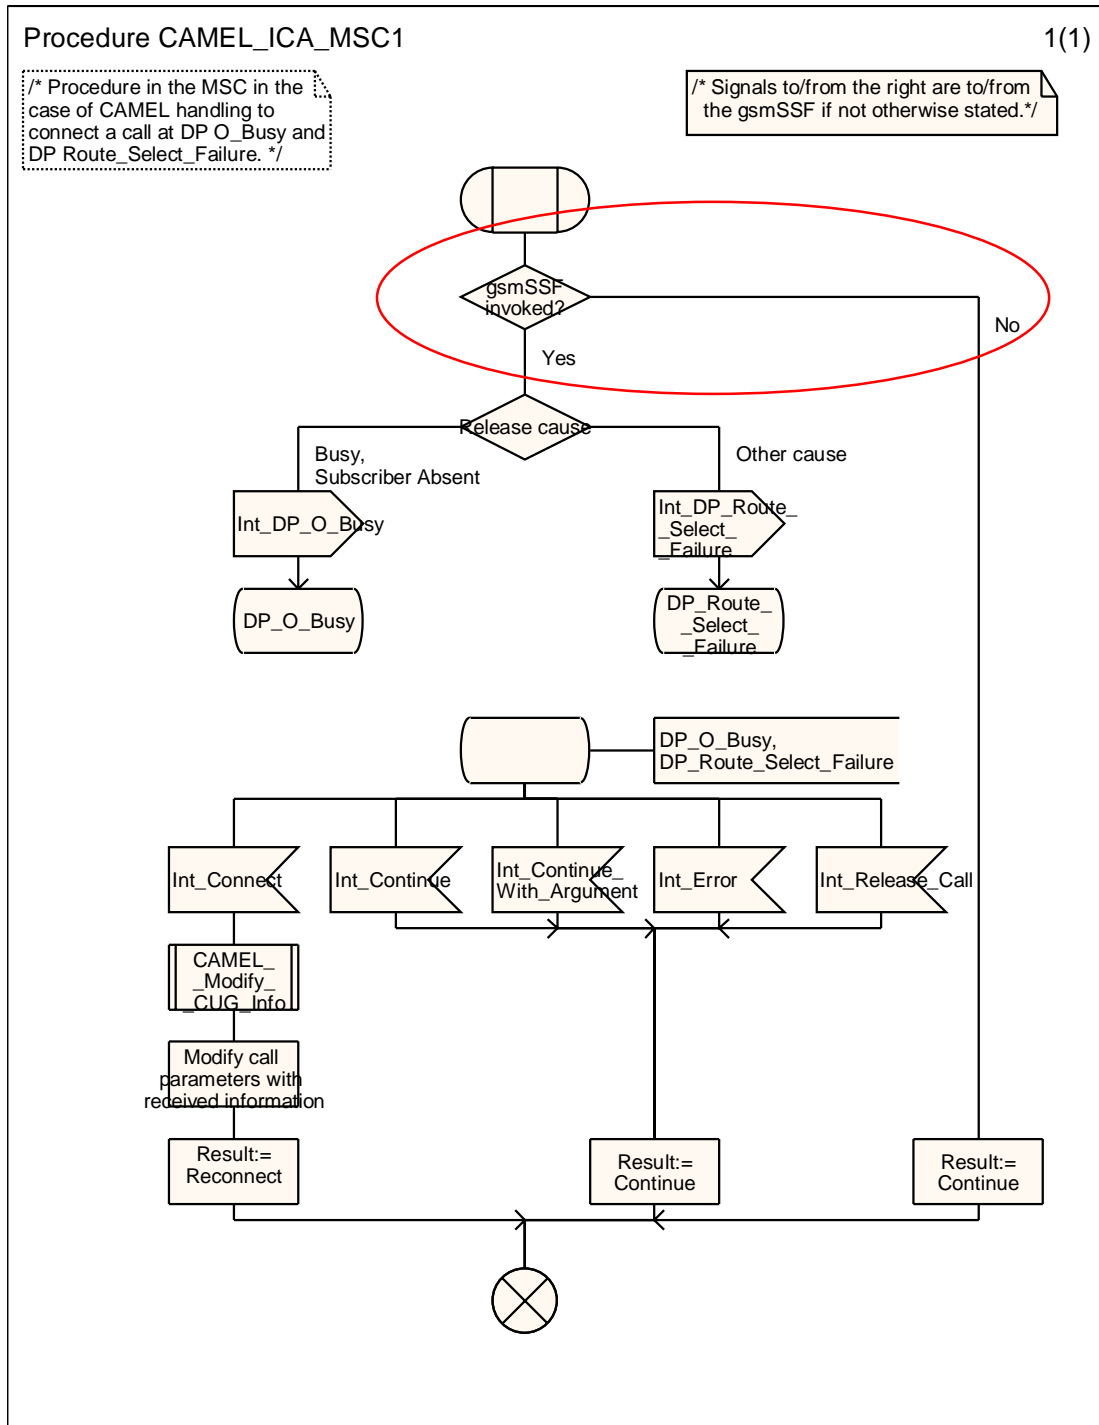 Procedure CAMEL_ICA_MSC1
1(1)
/* Procedure in the MSC in the
case of CAMEL handling to
connect a call at DP O_Busy and
DP Route_Select_Failure. */
/* Signals to/from the right are to/from
the gsmSSF if not otherwise stated.*/
gsmSSF
invoked?
No
Yes
Release cause
Busy,
Subscriber Absent
Other cause
Int_DP_O_Busy
Int_DP_Route_
_Select_
_Failure
DP_O_Busy
DP_Route_
_Select_
_Failure
DP_O_Busy,
DP_Route_Select_Failure
Int_Connect
Int_Continue
Int_Continue_
With_Argument
Int_Error
Int_Release_Call
CAMEL_
_Modify_
_CUG_Info
Modify call
parameters with
received information
Result:=
Reconnect
Result:=
Continue
Result:=
Continue